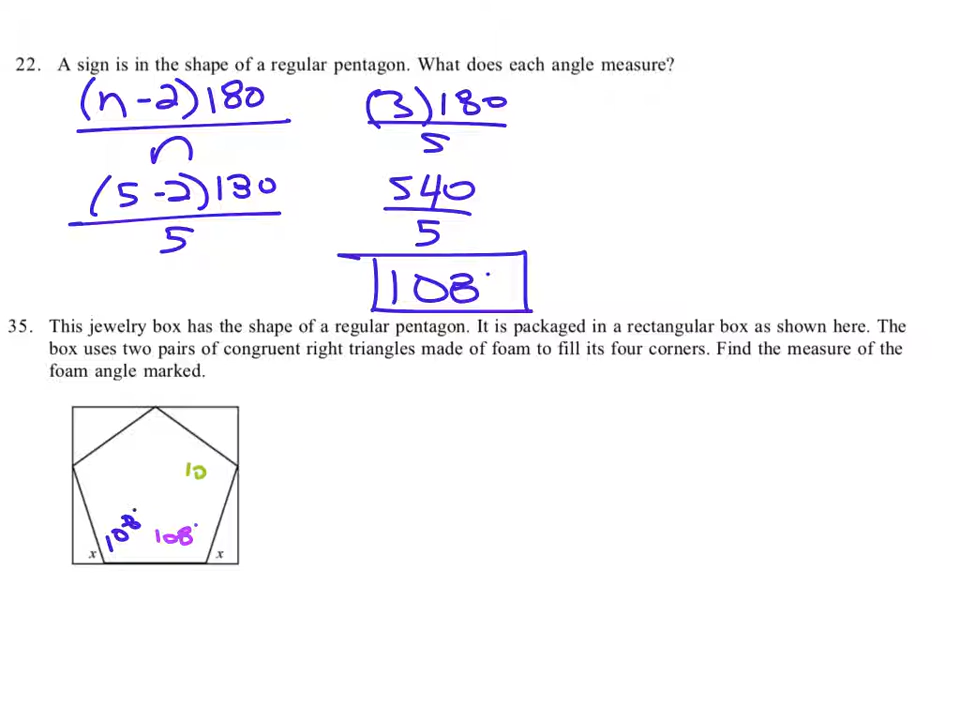 22. A sign is in the shape of a regular pentagon. What does each angle measure?
(n-2)180 (3)180
n 5
(5-2)180 540
5 5
108°
35. This jewelry box has the shape of a regular pentagon. It is packaged in a rectangular box as shown here. The
box uses two pairs of congruent right triangles made of foam to fill its four corners. Find the measure of the
foam angle marked.
10
108° 108°
x x